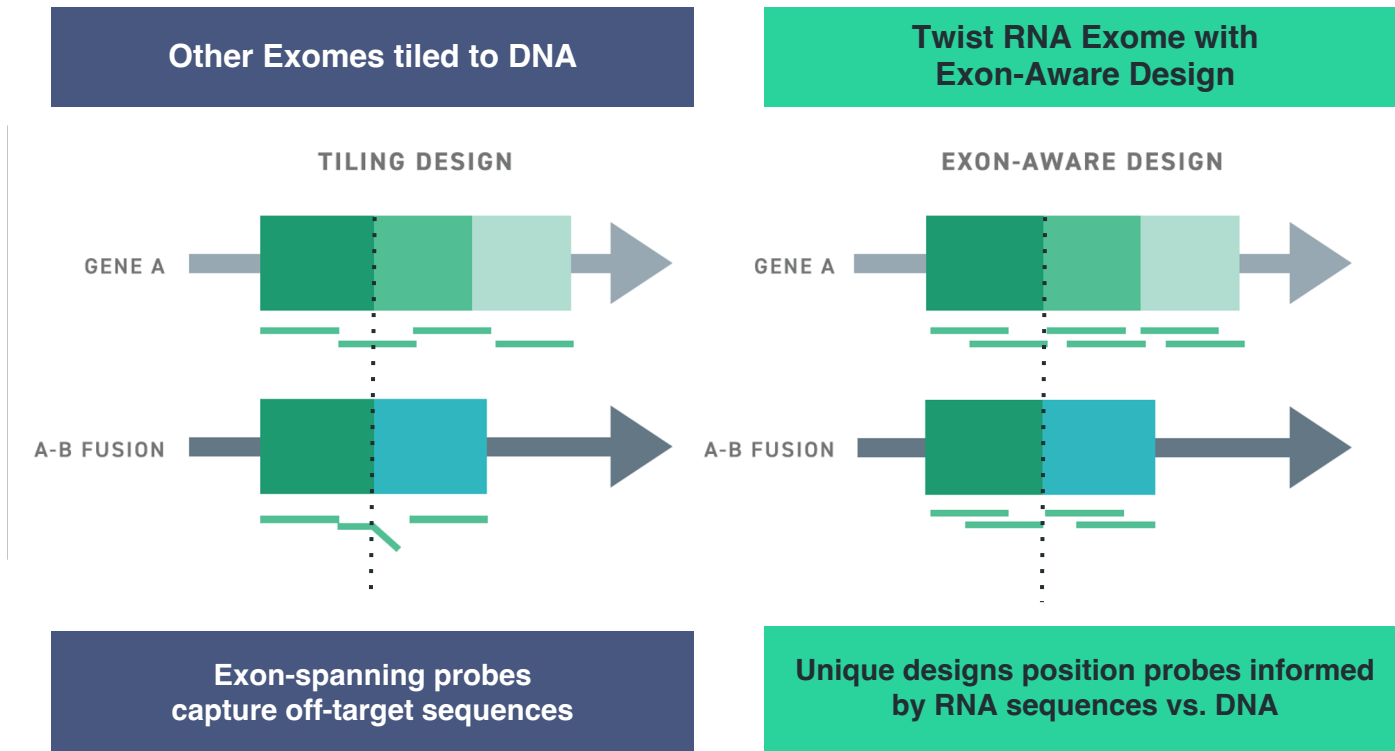 Other Exomes tiled to DNA
TILING DESIGN
GENE A
A-B FUSION
Exon-spanning probes
capture off-target sequences
Twist RNA Exome with
Exon-Aware Design
EXON-AWARE DESIGN
GENE A
A-B FUSION
Unique designs position probes informed
by RNA sequences vs. DNA